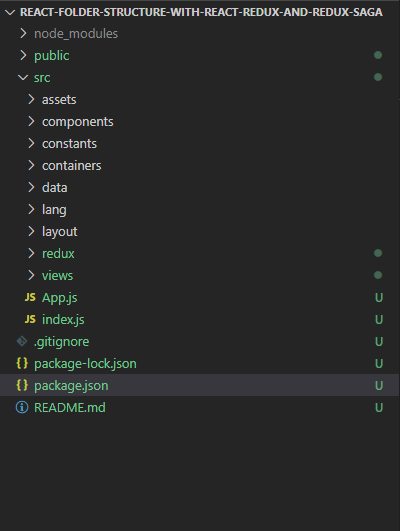 REACT-FOLDER-STRUCTURE-WITH-REACT-REDUX-AND-REDUX-SAGA
node_modules
public
src
assets
components
constants
containers
data
lang
layout
redux
views
JS App.js U
JS index.js U
.gitignore U
{} package-lock.json U
{} package.json U
README.md U